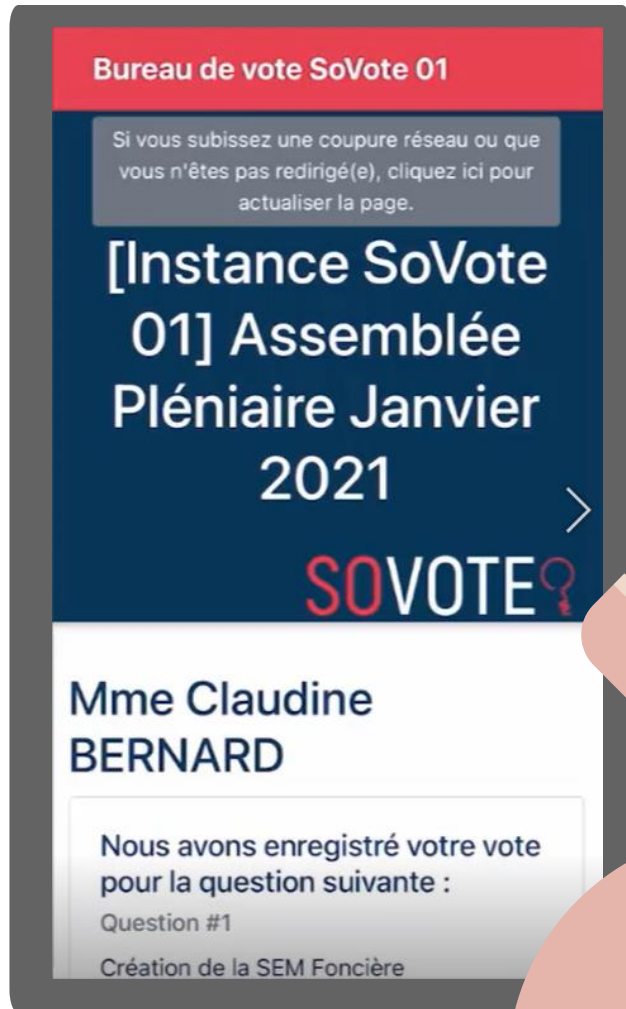 Bureau de vote SoVote 01
Si vous subissez une coupure réseau ou que
vous n'êtes pas redirigé(e), cliquez ici pour
actualiser la page.
[Instance SoVote
01] Assemblée
Pléniaire Janvier
2021
SOVOTE
Mme Claudine
BERNARD
Nous avons enregistré votre vote
pour la question suivante :
Question #1
Création de la SEM Foncière